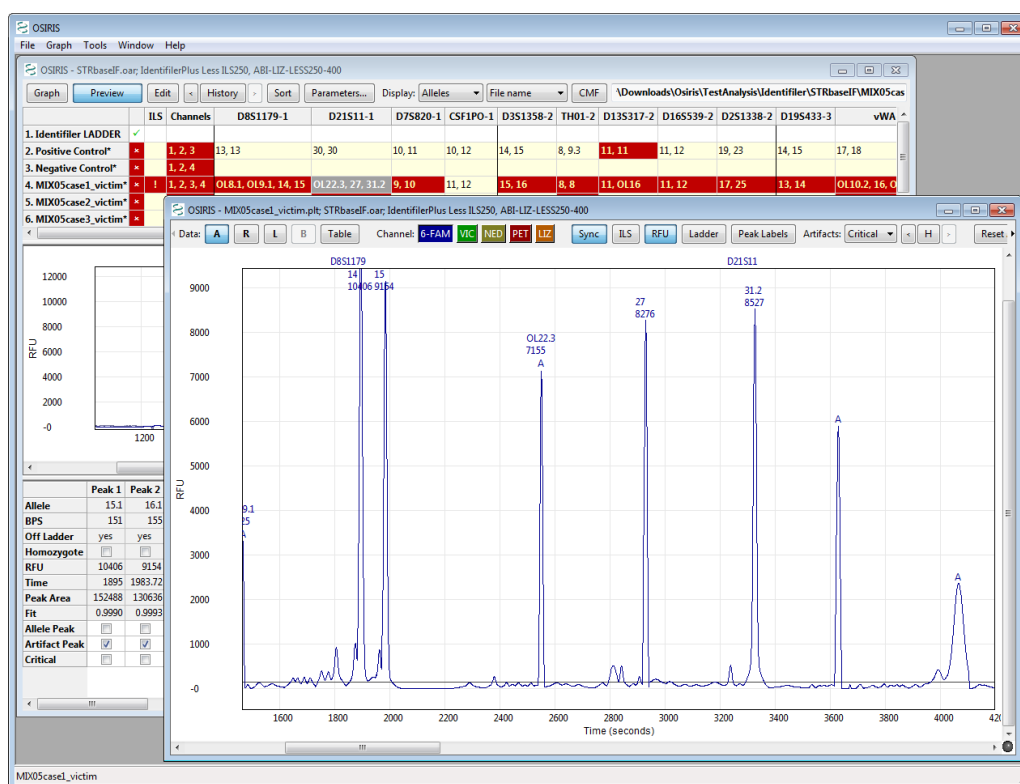 OSIRIS
File Graph Tools Window Help
OSIRIS - STRbaseIF.oar; IdentifilerPlus Less ILS250, ABI-LIZ-LESS250-400
Graph Preview Edit History Sort Parameters... Display: Alleles File name CMF \Downloads\Osiris\TestAnalysis\Identifiler\STRbaseIF\MIX05cas
ILS Channels D8S1179-1 D21S11-1 D7S820-1 CSF1PO-1 D3S1358-2 TH01-2 D13S317-2 D16S539-2 D2S1338-2 D19S433-3 vWA
1. Identifiler LADDER
2. Positive Control* 1, 2, 3 13, 13 30, 30 10, 11 10, 12 14, 15 8, 9.3 11, 11 11, 12 19, 23 14, 15 17, 18
3. Negative Control* 1, 2, 4
4. MIX05case1_victim* ! 1, 2, 3, 4 OL8.1, OL9.1, 14, 15 OL22.3, 27, 31.2 9, 10 11, 12 15, 16 8, 8 11, OL16 11, 12 17, 25 13, 14 OL10.2, 16, O
5. MIX05case2_victim*
6. MIX05case3_victim*
OSIRIS - MIX05case1_victim.plt; STRbaseIF.oar; IdentifilerPlus Less ILS250, ABI-LIZ-LESS250-400
Data: A R L B Table Channel: 6-FAM VIC NED PET LIZ Sync ILS RFU Ladder Peak Labels Artifacts: Critical < H > Reset
D8S1179 D21S11
14 15
10406 9154
31.2
8527
27
8276
OL22.3
7155
A
A
9.1
A
A
9000
8000
7000
6000
5000
4000
3000
2000
1000
-0
RFU
1600 1800 2000 2200 2400 2600 2800 3000 3200 3400 3600 3800 4000 420
Time (seconds)
12000
10000
8000
6000
4000
2000
-0
RFU
1200
Peak 1 Peak 2
Allele 15.1 16.1
BPS 151 155
Off Ladder yes yes
Homozygote
RFU 10406 9154
Time 1895 1983.72
Peak Area 152488 130636
Fit 0.9990 0.9993
Allele Peak
Artifact Peak
Critical
MIX05case1_victim